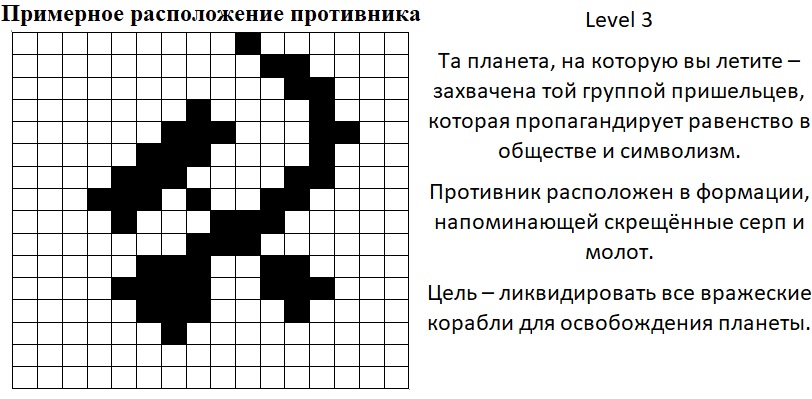 Примерное расположение противника
Level 3
Та планета, на которую вы летите –
захвачена той группой пришельцев,
которая пропагандирует равенство в
обществе и символизм.
Противник расположен в формации,
напоминающей скрещённые серп и
молот.
Цель – ликвидировать все вражеские
корабли для освобождения планеты.